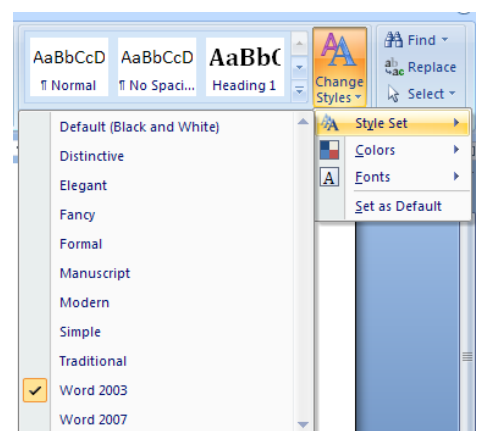 AaBbCcD AaBbCcD AaBbC
¶ Normal ¶ No Spaci... Heading 1
Change
Styles
Find
Replace
Select
Style Set
Colors
Fonts
Set as Default
Default (Black and White)
Distinctive
Elegant
Fancy
Formal
Manuscript
Modern
Simple
Traditional
Word 2003
Word 2007